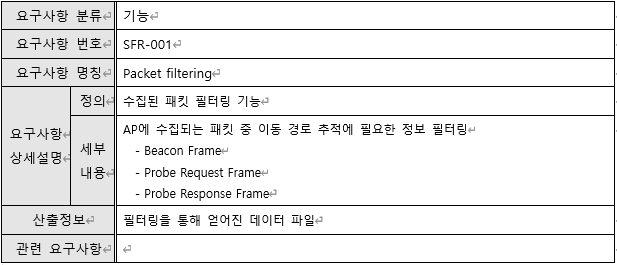 요구사항 분류 기능
요구사항 번호 SFR-001
요구사항 명칭 Packet filtering
요구사항 상세설명
정의 수집된 패킷 필터링 기능
세부 내용
AP에 수집되는 패킷 중 이동 경로 추적에 필요한 정보 필터링
- Beacon Frame
- Probe Request Frame
- Probe Response Frame
산출정보 필터링을 통해 얻어진 데이터 파일
관련 요구사항